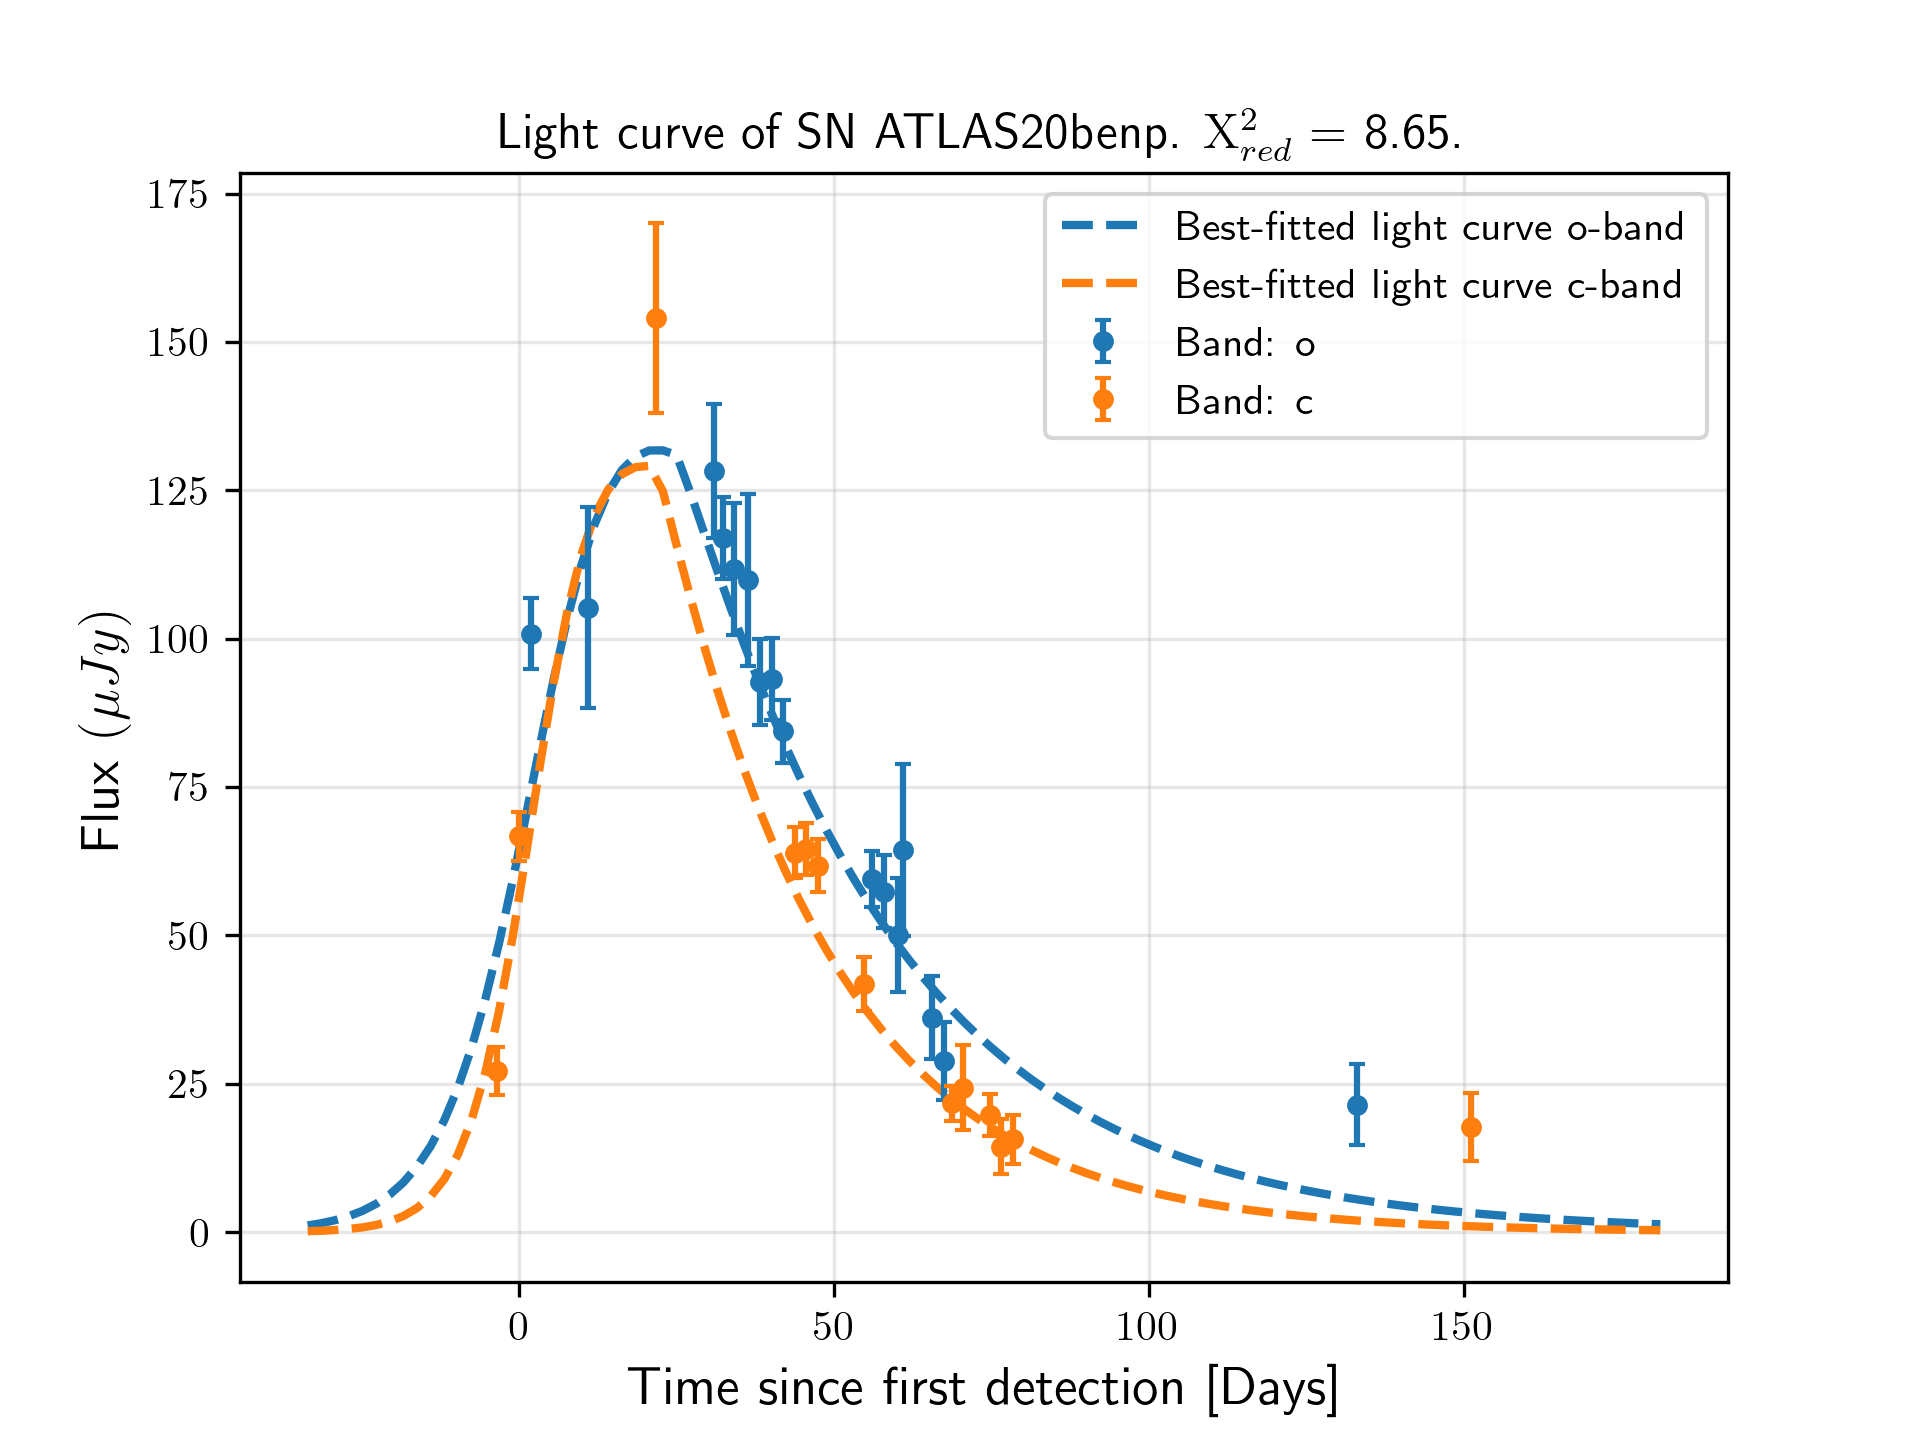 Light curve of SN ATLAS20benp. X²_red = 8.65.
175
150
125
100
75
50
25
0
Flux (μJy)
Best-fitted light curve o-band
Best-fitted light curve c-band
Band: o
Band: c
0 50 100 150
Time since first detection [Days]